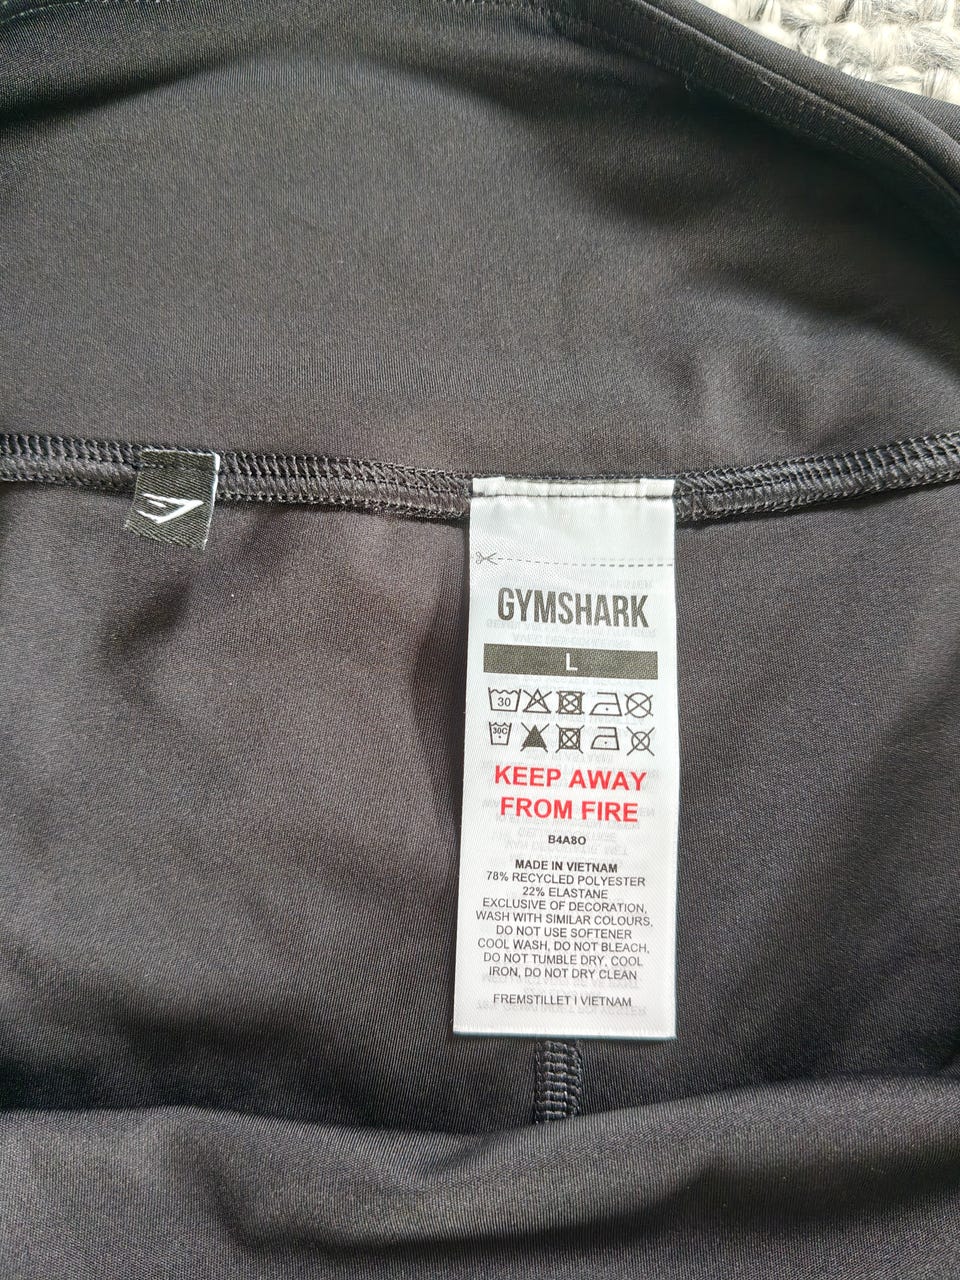 GYMSHARK
L
30
30C
KEEP AWAY
FROM FIRE
B4A8O
MADE IN VIETNAM
78% RECYCLED POLYESTER
22% ELASTANE
EXCLUSIVE OF DECORATION,
WASH WITH SIMILAR COLOURS,
DO NOT USE SOFTENER
COOL WASH, DO NOT BLEACH,
DO NOT TUMBLE DRY, COOL
IRON, DO NOT DRY CLEAN
FREMSTILLET I VIETNAM